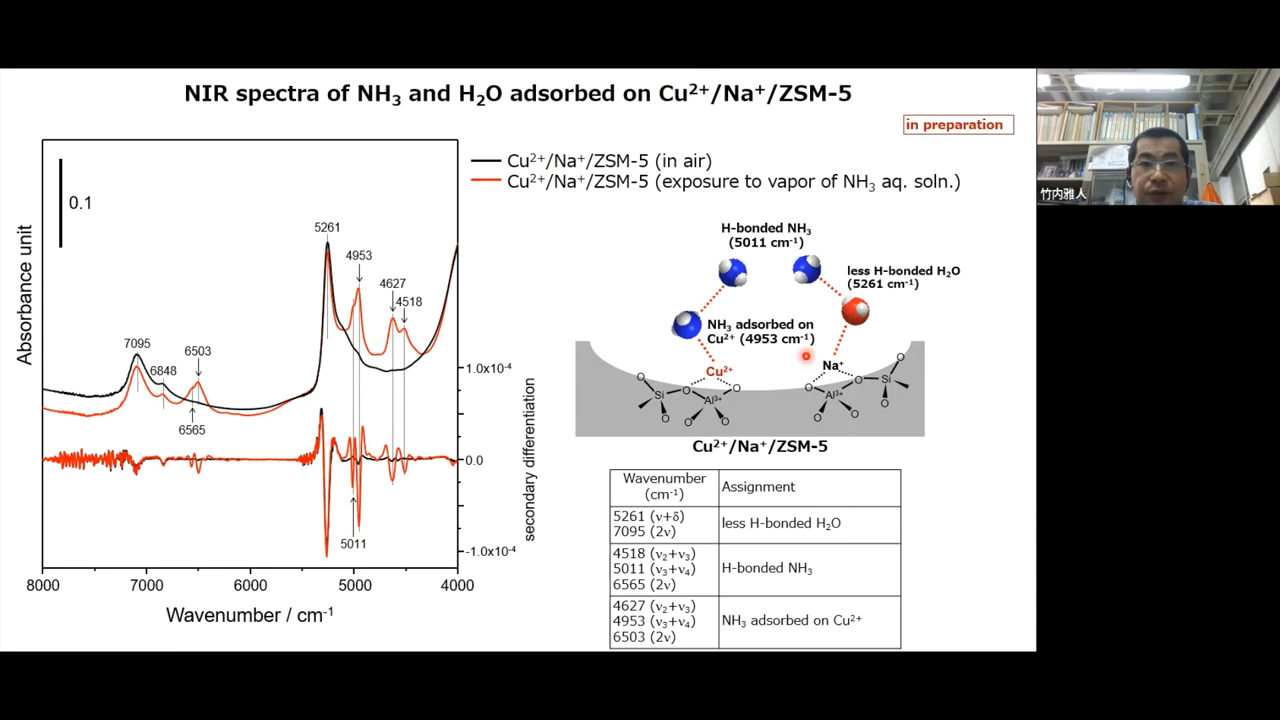 NIR spectra of NH₃ and H₂O adsorbed on Cu²⁺/Na⁺/ZSM-5
in preparation
竹内雅人
Cu²⁺/Na⁺/ZSM-5 (in air)
Cu²⁺/Na⁺/ZSM-5 (exposure to vapor of NH₃ aq. soln.)
0.1
Absorbance unit
5261
4953
4627
4518
7095
6848
6503
6565
5011
1.0x10⁻⁴
0.0
-1.0x10⁻⁴
secondary differentiation
8000
7000
6000
5000
4000
Wavenumber / cm⁻¹
H-bonded NH₃
(5011 cm⁻¹)
less H-bonded H₂O
(5261 cm⁻¹)
NH₃ adsorbed on
Cu²⁺ (4953 cm⁻¹)
Cu²⁺
Na⁺
O
Si
O
O
Al³⁺
O
O
O
O
Al³⁺
O
O
O
Si
O
O
Cu²⁺/Na⁺/ZSM-5
Wavenumber
(cm⁻¹)
Assignment
5261 (ν+δ)
7095 (2ν)
less H-bonded H₂O
4518 (ν₂+ν₃)
5011 (ν₃+ν₄)
6565 (2ν)
H-bonded NH₃
4627 (ν₂+ν₃)
4953 (ν₃+ν₄)
6503 (2ν)
NH₃ adsorbed on Cu²⁺